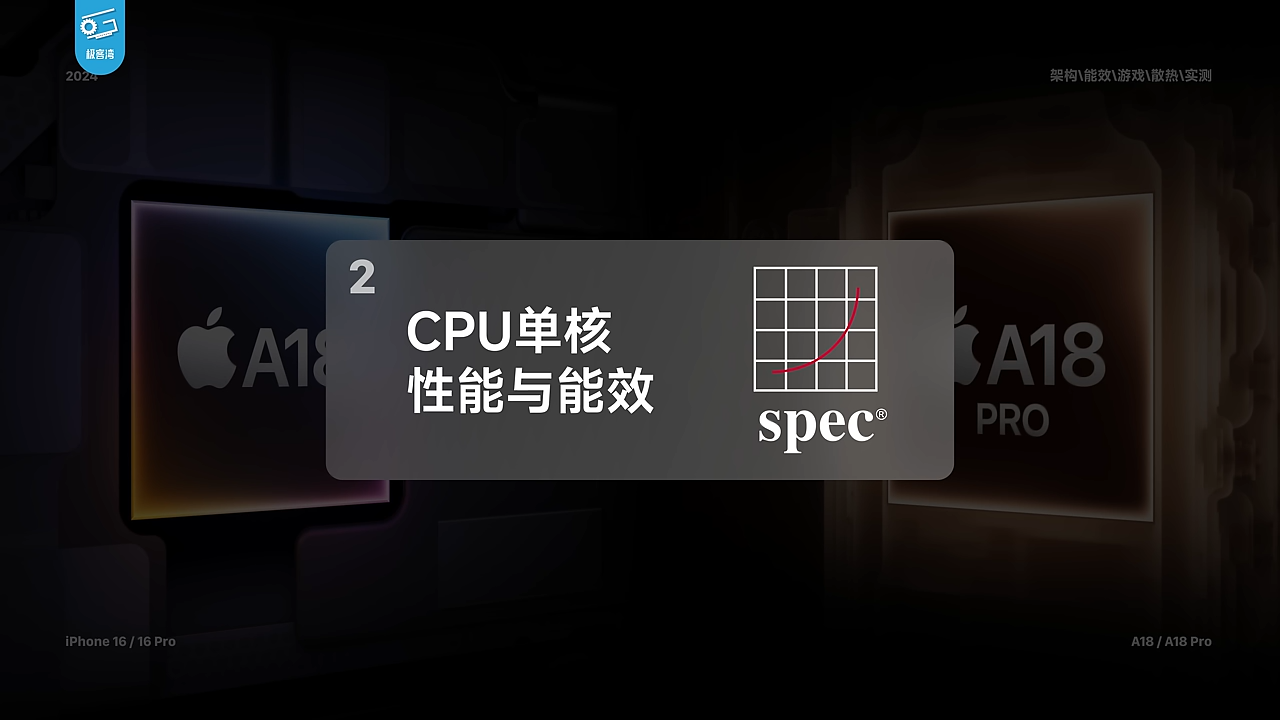 极客湾
2024
架构\能效\游戏\散热\实测
2
CPU单核
性能与能效
spec®
A18
A18
PRO
iPhone 16 / 16 Pro
A18 / A18 Pro